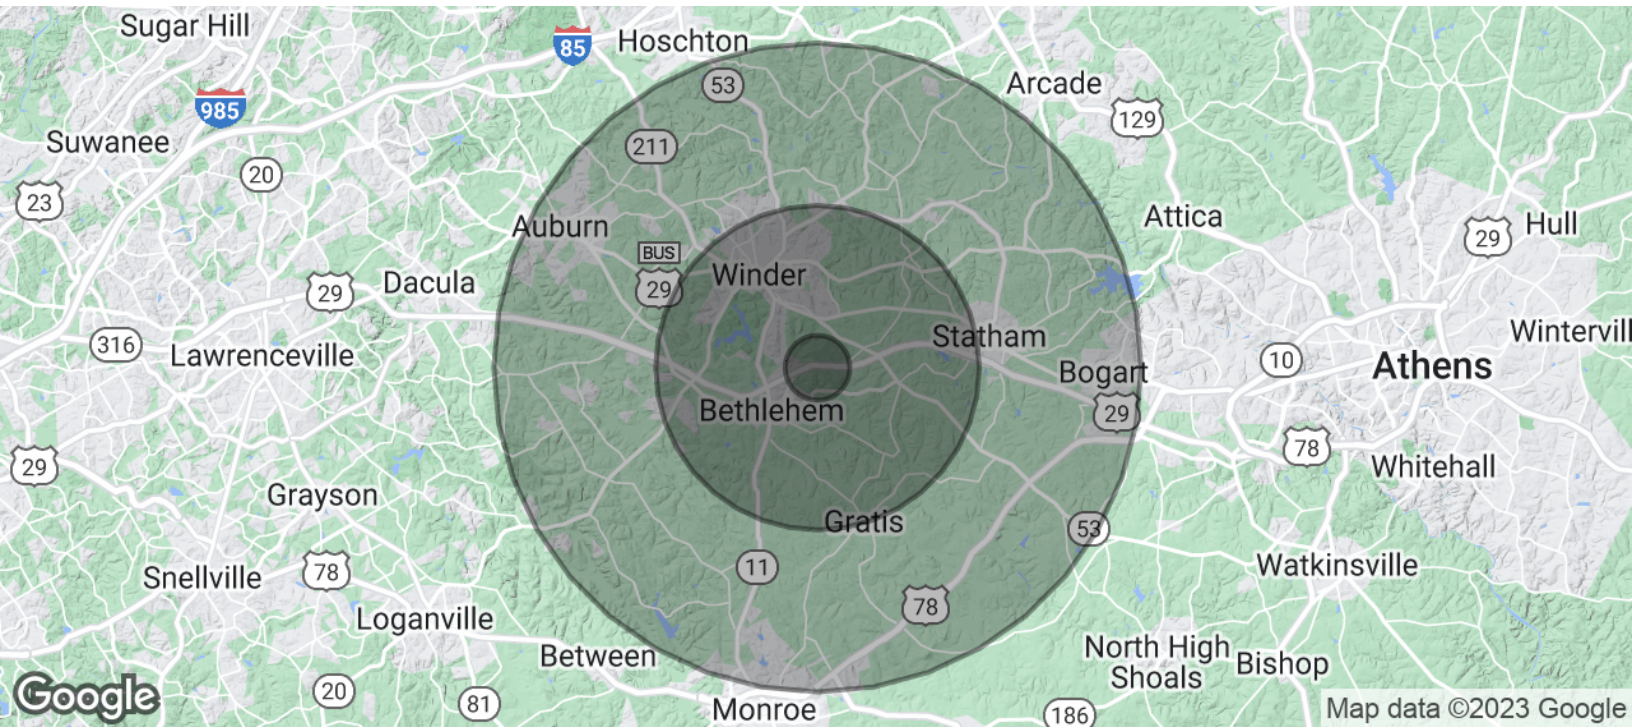 Sugar Hill
85
Hoschton
53
Arcade
985
129
Suwanee
211
20
23
Attica
Hull
29
Auburn
BUS
29
Winder
Dacula
29
316
Lawrenceville
Statham
Wintervill
10
Athens
Bogart
29
Bethlehem
78
Whitehall
29
Grayson
Gratis
53
Watkinsville
11
Snellville
78
78
Loganville
Between
North High
Shoals
Bishop
Google
20
81
Monroe
186
Map data ©2023 Google